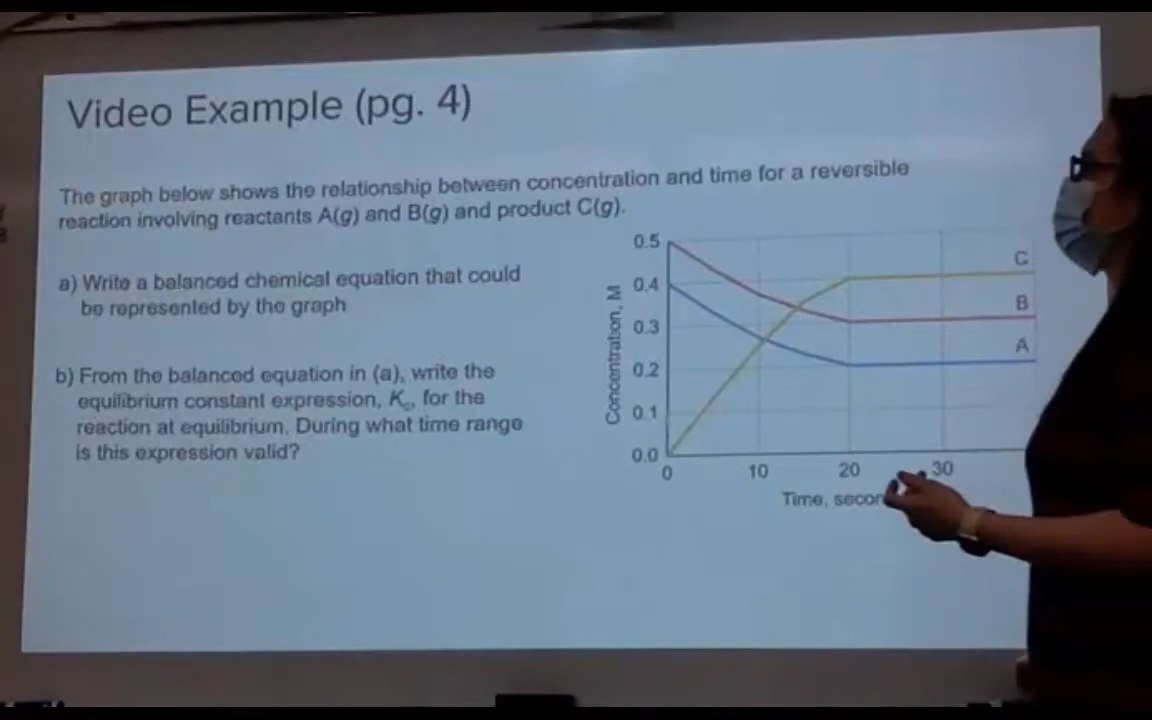 Video Example (pg. 4)
The graph below shows the relationship between concentration and time for a reversible
reaction involving reactants A(g) and B(g) and product C(g).
a) Write a balanced chemical equation that could
be represented by the graph
b) From the balanced equation in (a), write the
equilibrium constant expression, Kc, for the
reaction at equilibrium. During what time range
is this expression valid?
Concentration, M
0.5
0.4
0.3
0.2
0.1
0.0
C
B
A
0 10 20 30
Time,